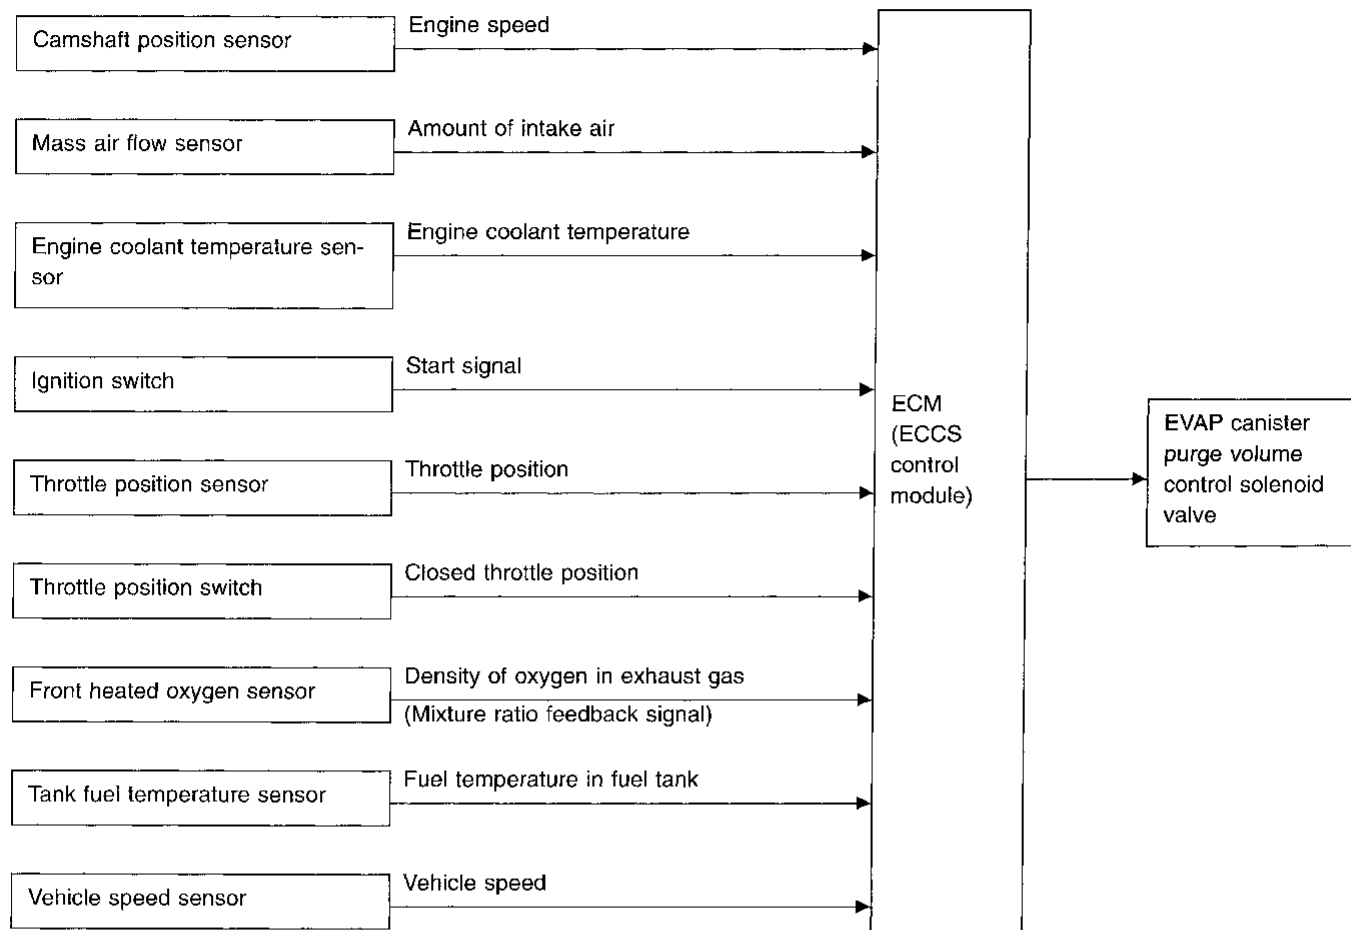 Camshaft position sensor
Engine speed
Mass air flow sensor
Amount of intake air
Engine coolant temperature sen-
sor
Engine coolant temperature
Ignition switch
Start signal
Throttle position sensor
Throttle position
Throttle position switch
Closed throttle position
Front heated oxygen sensor
Density of oxygen in exhaust gas
(Mixture ratio feedback signal)
Tank fuel temperature sensor
Fuel temperature in fuel tank
Vehicle speed sensor
Vehicle speed
ECM
(ECCS
control
module)
EVAP canister
purge volume
control solenoid
valve